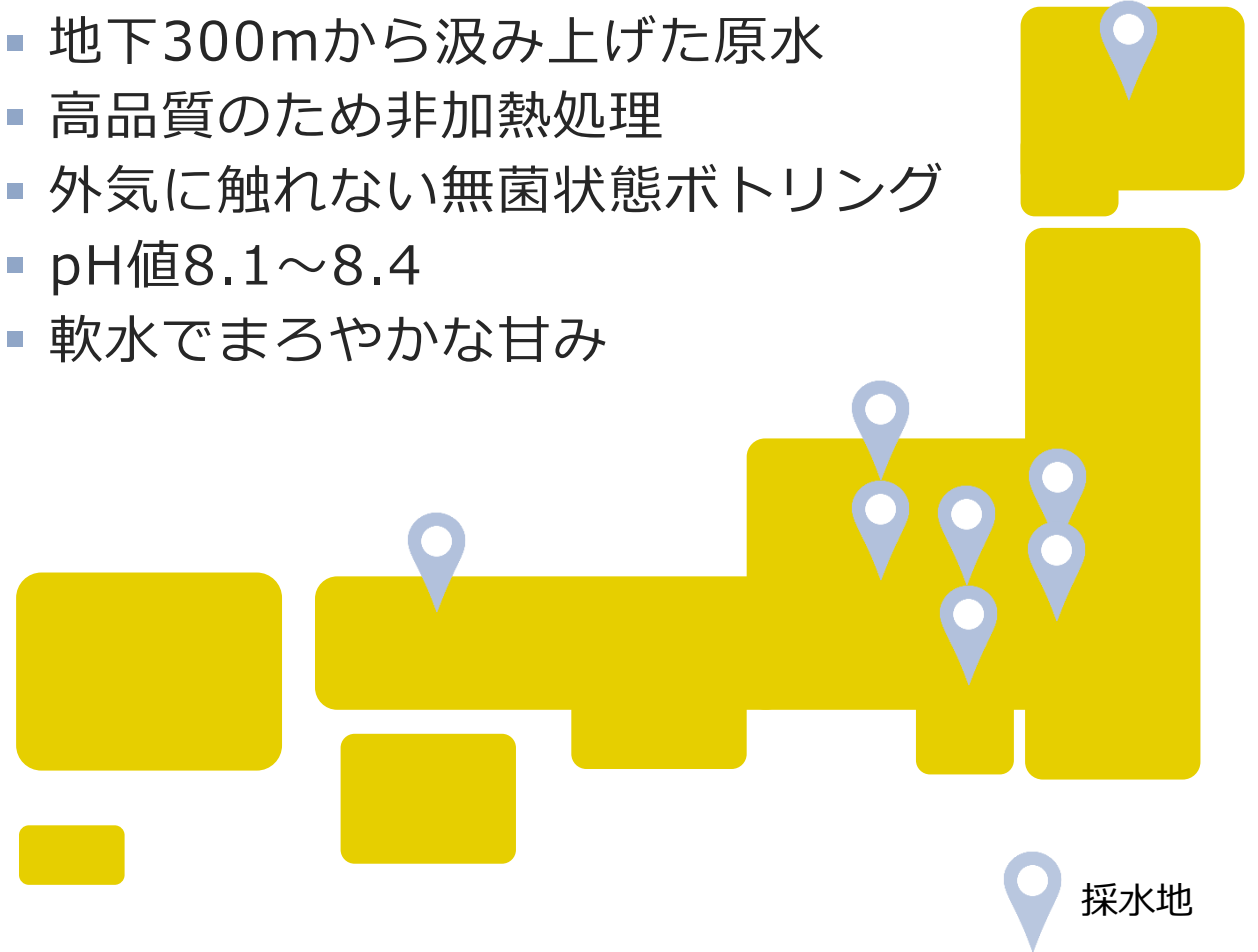 ▪ 地下300mから汲み上げた原水
▪ 高品質のため非加熱処理
▪ 外気に触れない無菌状態ボトリング
▪ pH値8.1～8.4
▪ 軟水でまろやかな甘み
採水地